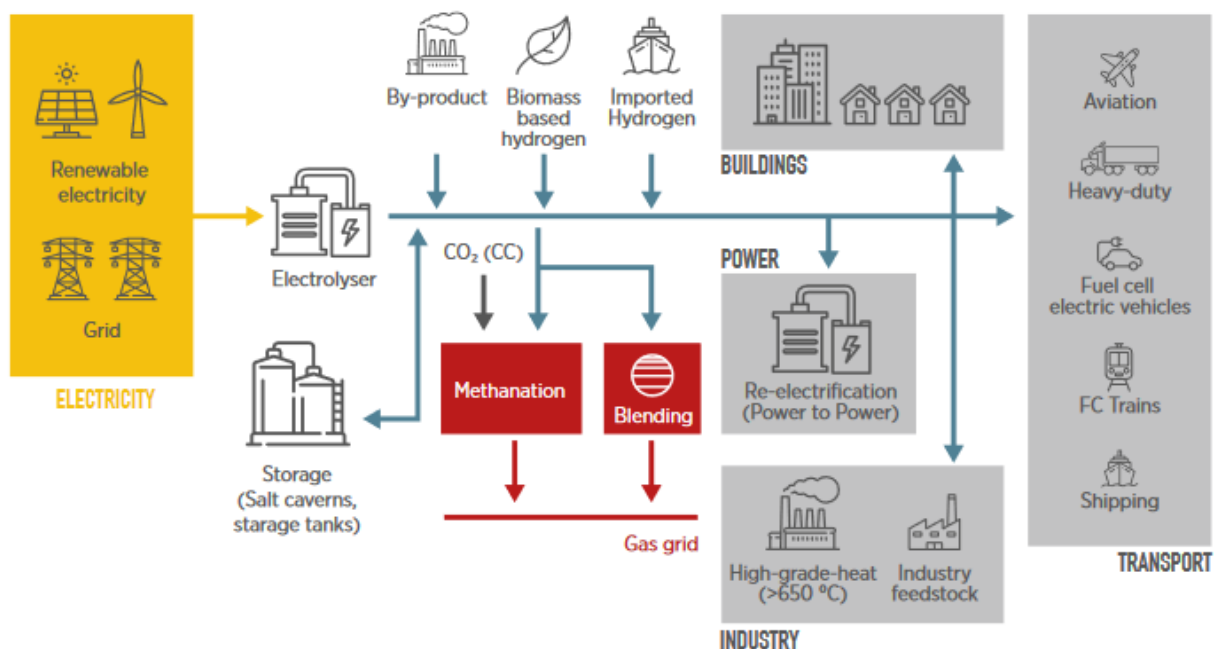 Renewable
electricity
Grid
ELECTRICITY
Electrolyser
Storage
(Salt caverns,
starage tanks)
By-product
Biomass
based
hydrogen
Imported
Hydrogen
CO₂ (CC)
Methanation
Blending
Gas grid
BUILDINGS
POWER
Re-electrification
(Power to Power)
High-grade-heat
(>650 ºC)
Industry
feedstock
INDUSTRY
Aviation
Heavy-duty
Fuel cell
electric vehicles
FC Trains
Shipping
TRANSPORT